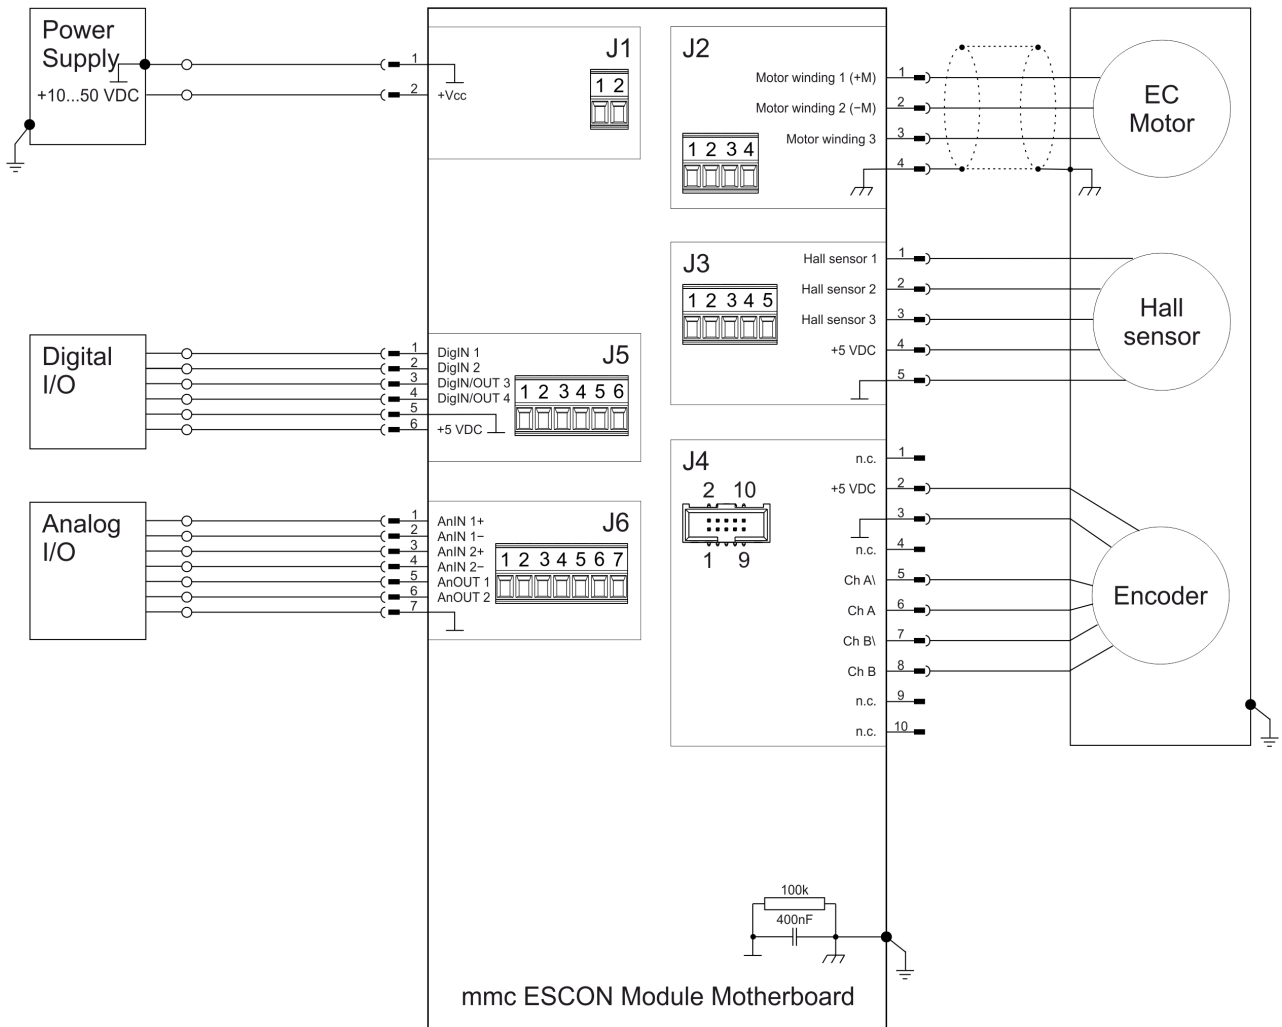 Power
Supply
+10...50 VDC
1
2
+Vcc
J1
1 2
J2
1 2 3 4
Motor winding 1 (+M)
Motor winding 2 (−M)
Motor winding 3
1
2
3
4
EC
Motor
J3
1 2 3 4 5
Hall sensor 1
Hall sensor 2
Hall sensor 3
+5 VDC
1
2
3
4
5
Hall
sensor
Digital
I/O
1
2
3
4
5
6
DigIN 1
DigIN 2
DigIN/OUT 3
DigIN/OUT 4
+5 VDC
J5
1 2 3 4 5 6
J4
2 10
1 9
n.c.
+5 VDC
n.c.
Ch A\
Ch A
Ch B\
Ch B
n.c.
n.c.
1
2
3
4
5
6
7
8
9
10
Encoder
Analog
I/O
1
2
3
4
5
6
7
AnIN 1+
AnIN 1−
AnIN 2+
AnIN 2−
AnOUT 1
AnOUT 2
J6
1 2 3 4 5 6 7
100k
400nF
mmc ESCON Module Motherboard